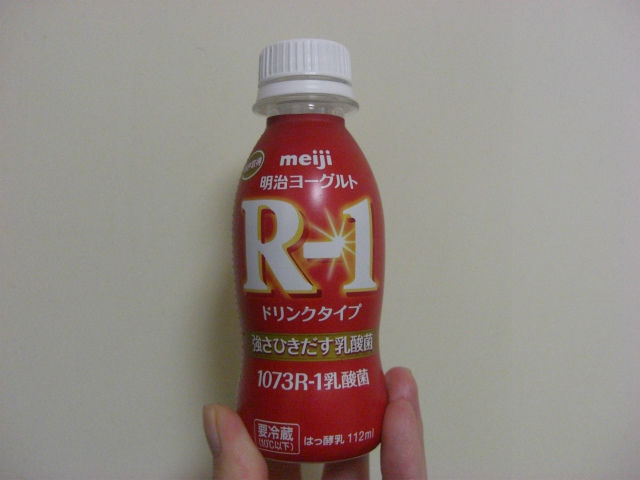 meiji
明治ヨーグルト
R-1
ドリンクタイプ
強さひきだす乳酸菌
1073R-1乳酸菌
要冷蔵
(10℃以下)
はっ酵乳 112ml